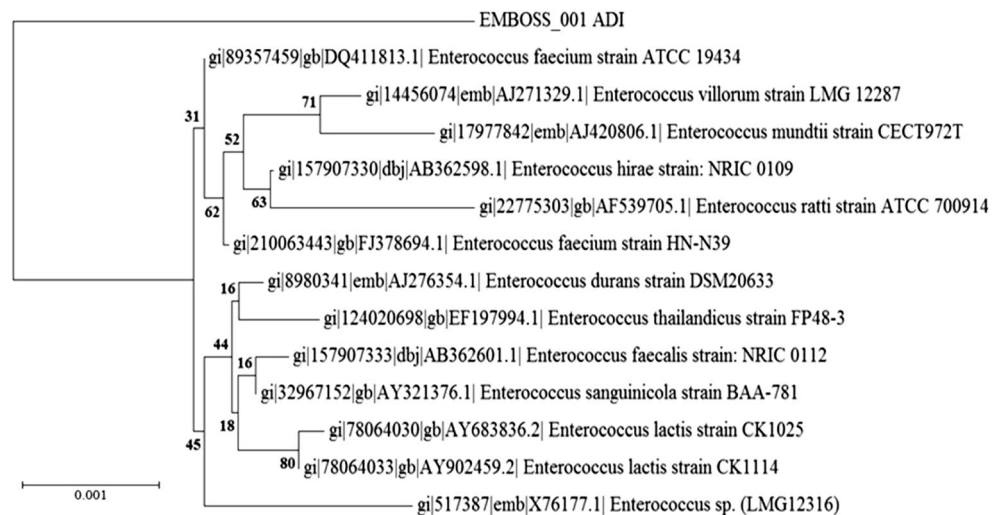 EMBOSS_001 ADI
gi|89357459|gb|DQ411813.1| Enterococcus faecium strain ATCC 19434
71
gi|14456074|emb|AJ271329.1| Enterococcus villorum strain LMG 12287
31
gi|17977842|emb|AJ420806.1| Enterococcus mundtii strain CECT972T
52
gi|157907330|dbj|AB362598.1| Enterococcus hirae strain: NRIC 0109
63
gi|22775303|gb|AF539705.1| Enterococcus ratti strain ATCC 700914
62
gi|210063443|gb|FJ378694.1| Enterococcus faecium strain HN-N39
16
gi|8980341|emb|AJ276354.1| Enterococcus durans strain DSM20633
gi|124020698|gb|EF197994.1| Enterococcus thailandicus strain FP48-3
44
gi|157907333|dbj|AB362601.1| Enterococcus faecalis strain: NRIC 0112
16
gi|32967152|gb|AY321376.1| Enterococcus sanguinicola strain BAA-781
18
gi|78064030|gb|AY683836.2| Enterococcus lactis strain CK1025
45
80
gi|78064033|gb|AY902459.2| Enterococcus lactis strain CK1114
0.001
gi|517387|emb|X76177.1| Enterococcus sp. (LMG12316)